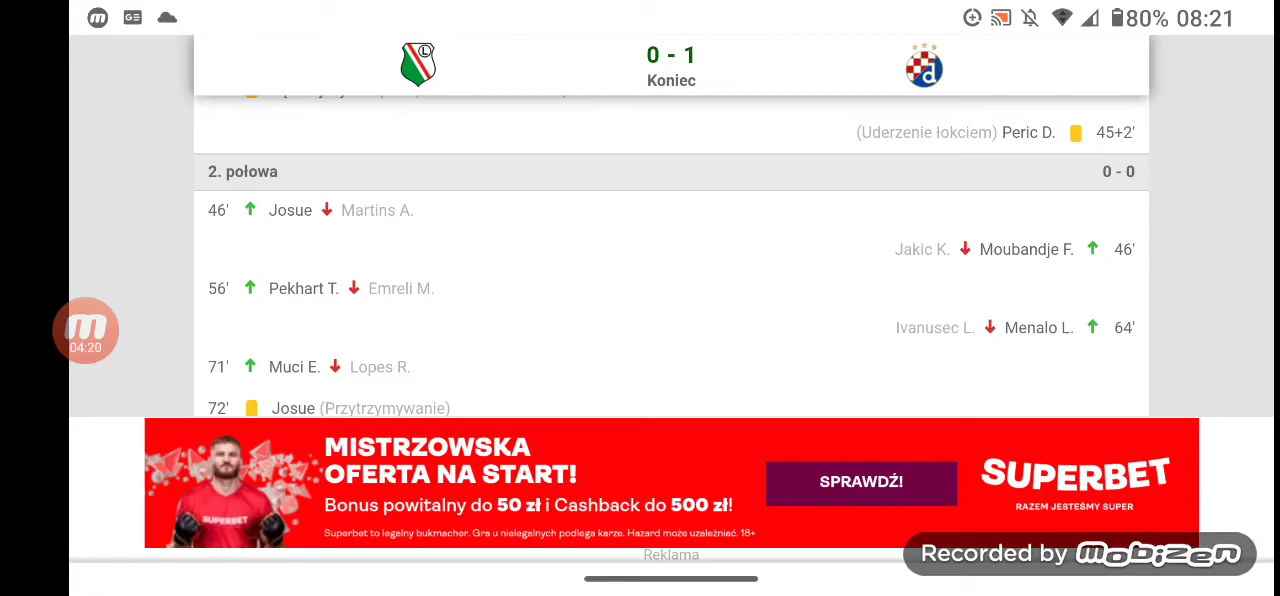 80% 08:21
0 - 1
Koniec
(Uderzenie łokciem) Peric D. 45+2'
2. połowa 0 - 0
46' Josue Martins A.
Jakic K. Moubandje F. 46'
56' Pekhart T. Emreli M.
Ivanusec L. Menalo L. 64'
71' Muci E. Lopes R.
04:20
72' Josue (Przytrzymywanie)
MISTRZOWSKA
OFERTA NA START!
Bonus powitalny do 50 zł i Cashback do 500 zł!
Superbet to legalny bukmacher. Gra u nielegalnych podlega karze. Hazard może uzależniać. 18+
SUPERBET
SPRAWDŹ!
SUPERBET
RAZEM JESTEŚMY SUPER
Reklama
Recorded by mobizen